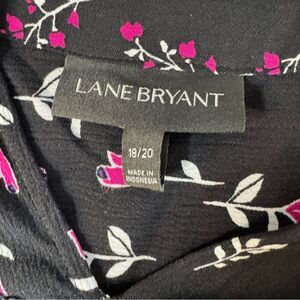 LANE BRYANT
18/20
MADE IN
INDONESIA